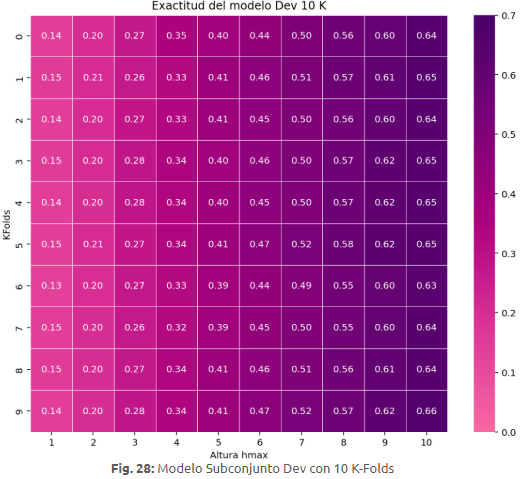 Exactitud del modelo Dev 10 K
0 0.14 0.20 0.27 0.35 0.40 0.44 0.50 0.56 0.60 0.64
1 0.15 0.21 0.26 0.33 0.41 0.46 0.51 0.57 0.61 0.65
2 0.14 0.20 0.27 0.33 0.41 0.45 0.50 0.56 0.60 0.64
3 0.15 0.20 0.28 0.34 0.40 0.46 0.50 0.57 0.62 0.65
4 0.14 0.20 0.28 0.34 0.40 0.45 0.50 0.57 0.62 0.65
5 0.15 0.21 0.27 0.34 0.41 0.47 0.52 0.58 0.62 0.65
6 0.13 0.20 0.27 0.33 0.39 0.44 0.49 0.55 0.60 0.63
7 0.15 0.20 0.26 0.32 0.39 0.45 0.50 0.55 0.60 0.64
8 0.15 0.20 0.27 0.34 0.41 0.46 0.51 0.56 0.61 0.64
9 0.14 0.20 0.28 0.34 0.41 0.47 0.52 0.57 0.62 0.66
KFolds
1 2 3 4 5 6 7 8 9 10
Altura hmax
0.7
0.6
0.5
0.4
0.3
0.2
0.1
0.0
Fig. 28: Modelo Subconjunto Dev con 10 K-Folds